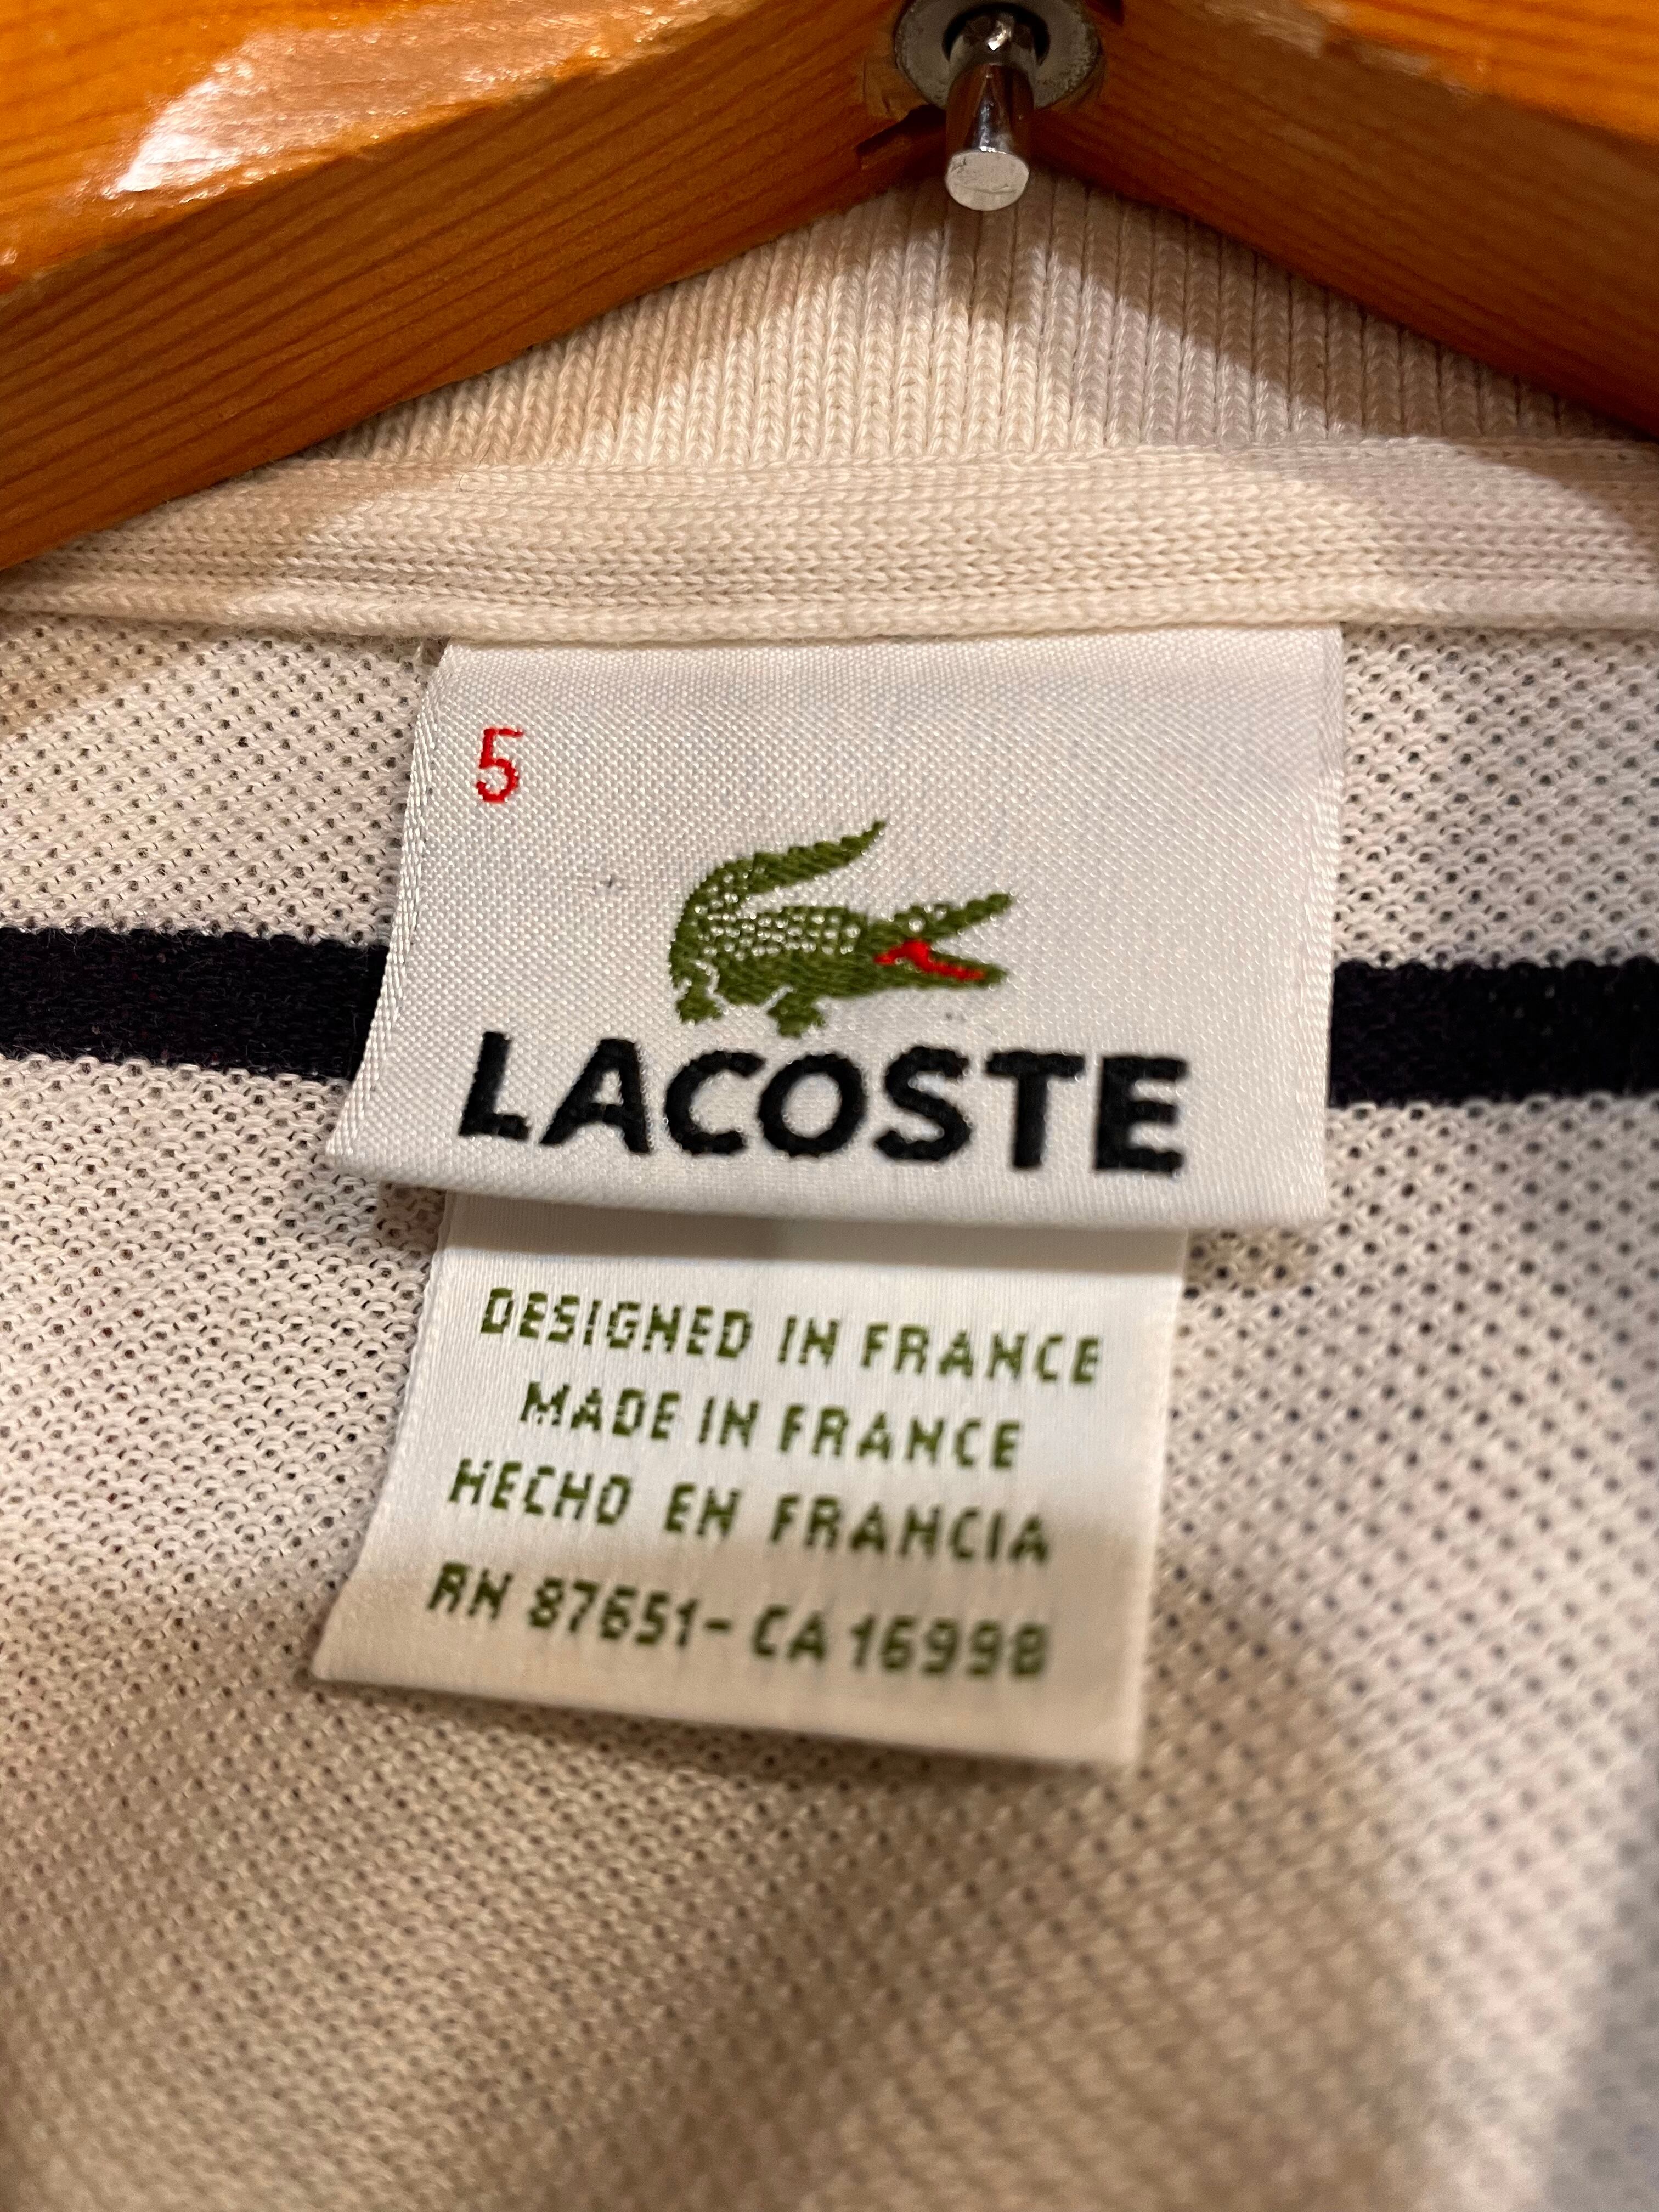 5
LACOSTE
DESIGNED IN FRANCE
MADE IN FRANCE
HECHO EN FRANCIA
RN 87651- CA 16998